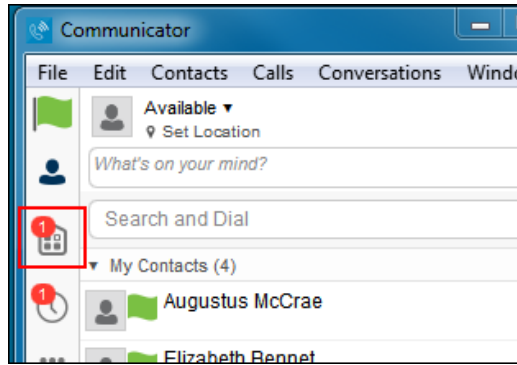 Communicator
File Edit Contacts Calls Conversations Windo
Available ▾
Set Location
What's on your mind?
1
Search and Dial
▾ My Contacts (4)
1
Augustus McCrae
Elizabeth Bennet